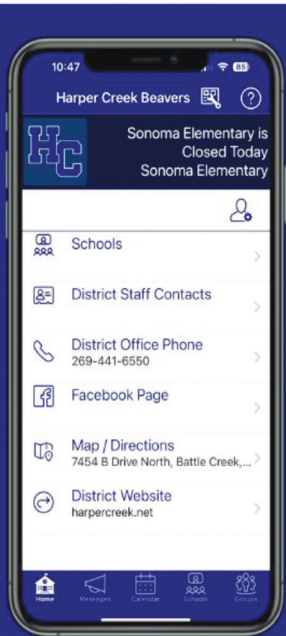 10:47
85
Harper Creek Beavers
?
HC
Sonoma Elementary is
Closed Today
Sonoma Elementary
Schools
District Staff Contacts
District Office Phone
269-441-6550
Facebook Page
Map / Directions
7454 B Drive North, Battle Creek,...
District Website
harpercreek.net
Home
Messages
Calendar
Schools
Groups